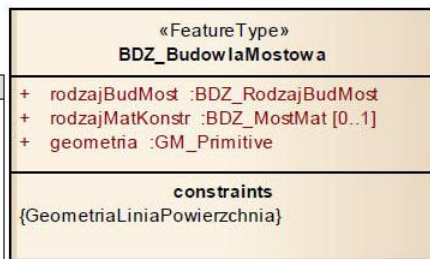 «FeatureType»
BDZ_BudowlaMostowa
+ rodzajBudMost :BDZ_RodzajBudMost
+ rodzajMatKonstr :BDZ_MostMat [0..1]
+ geometria :GM_Primitive
constraints
{GeometriaLiniaPowierzchnia}